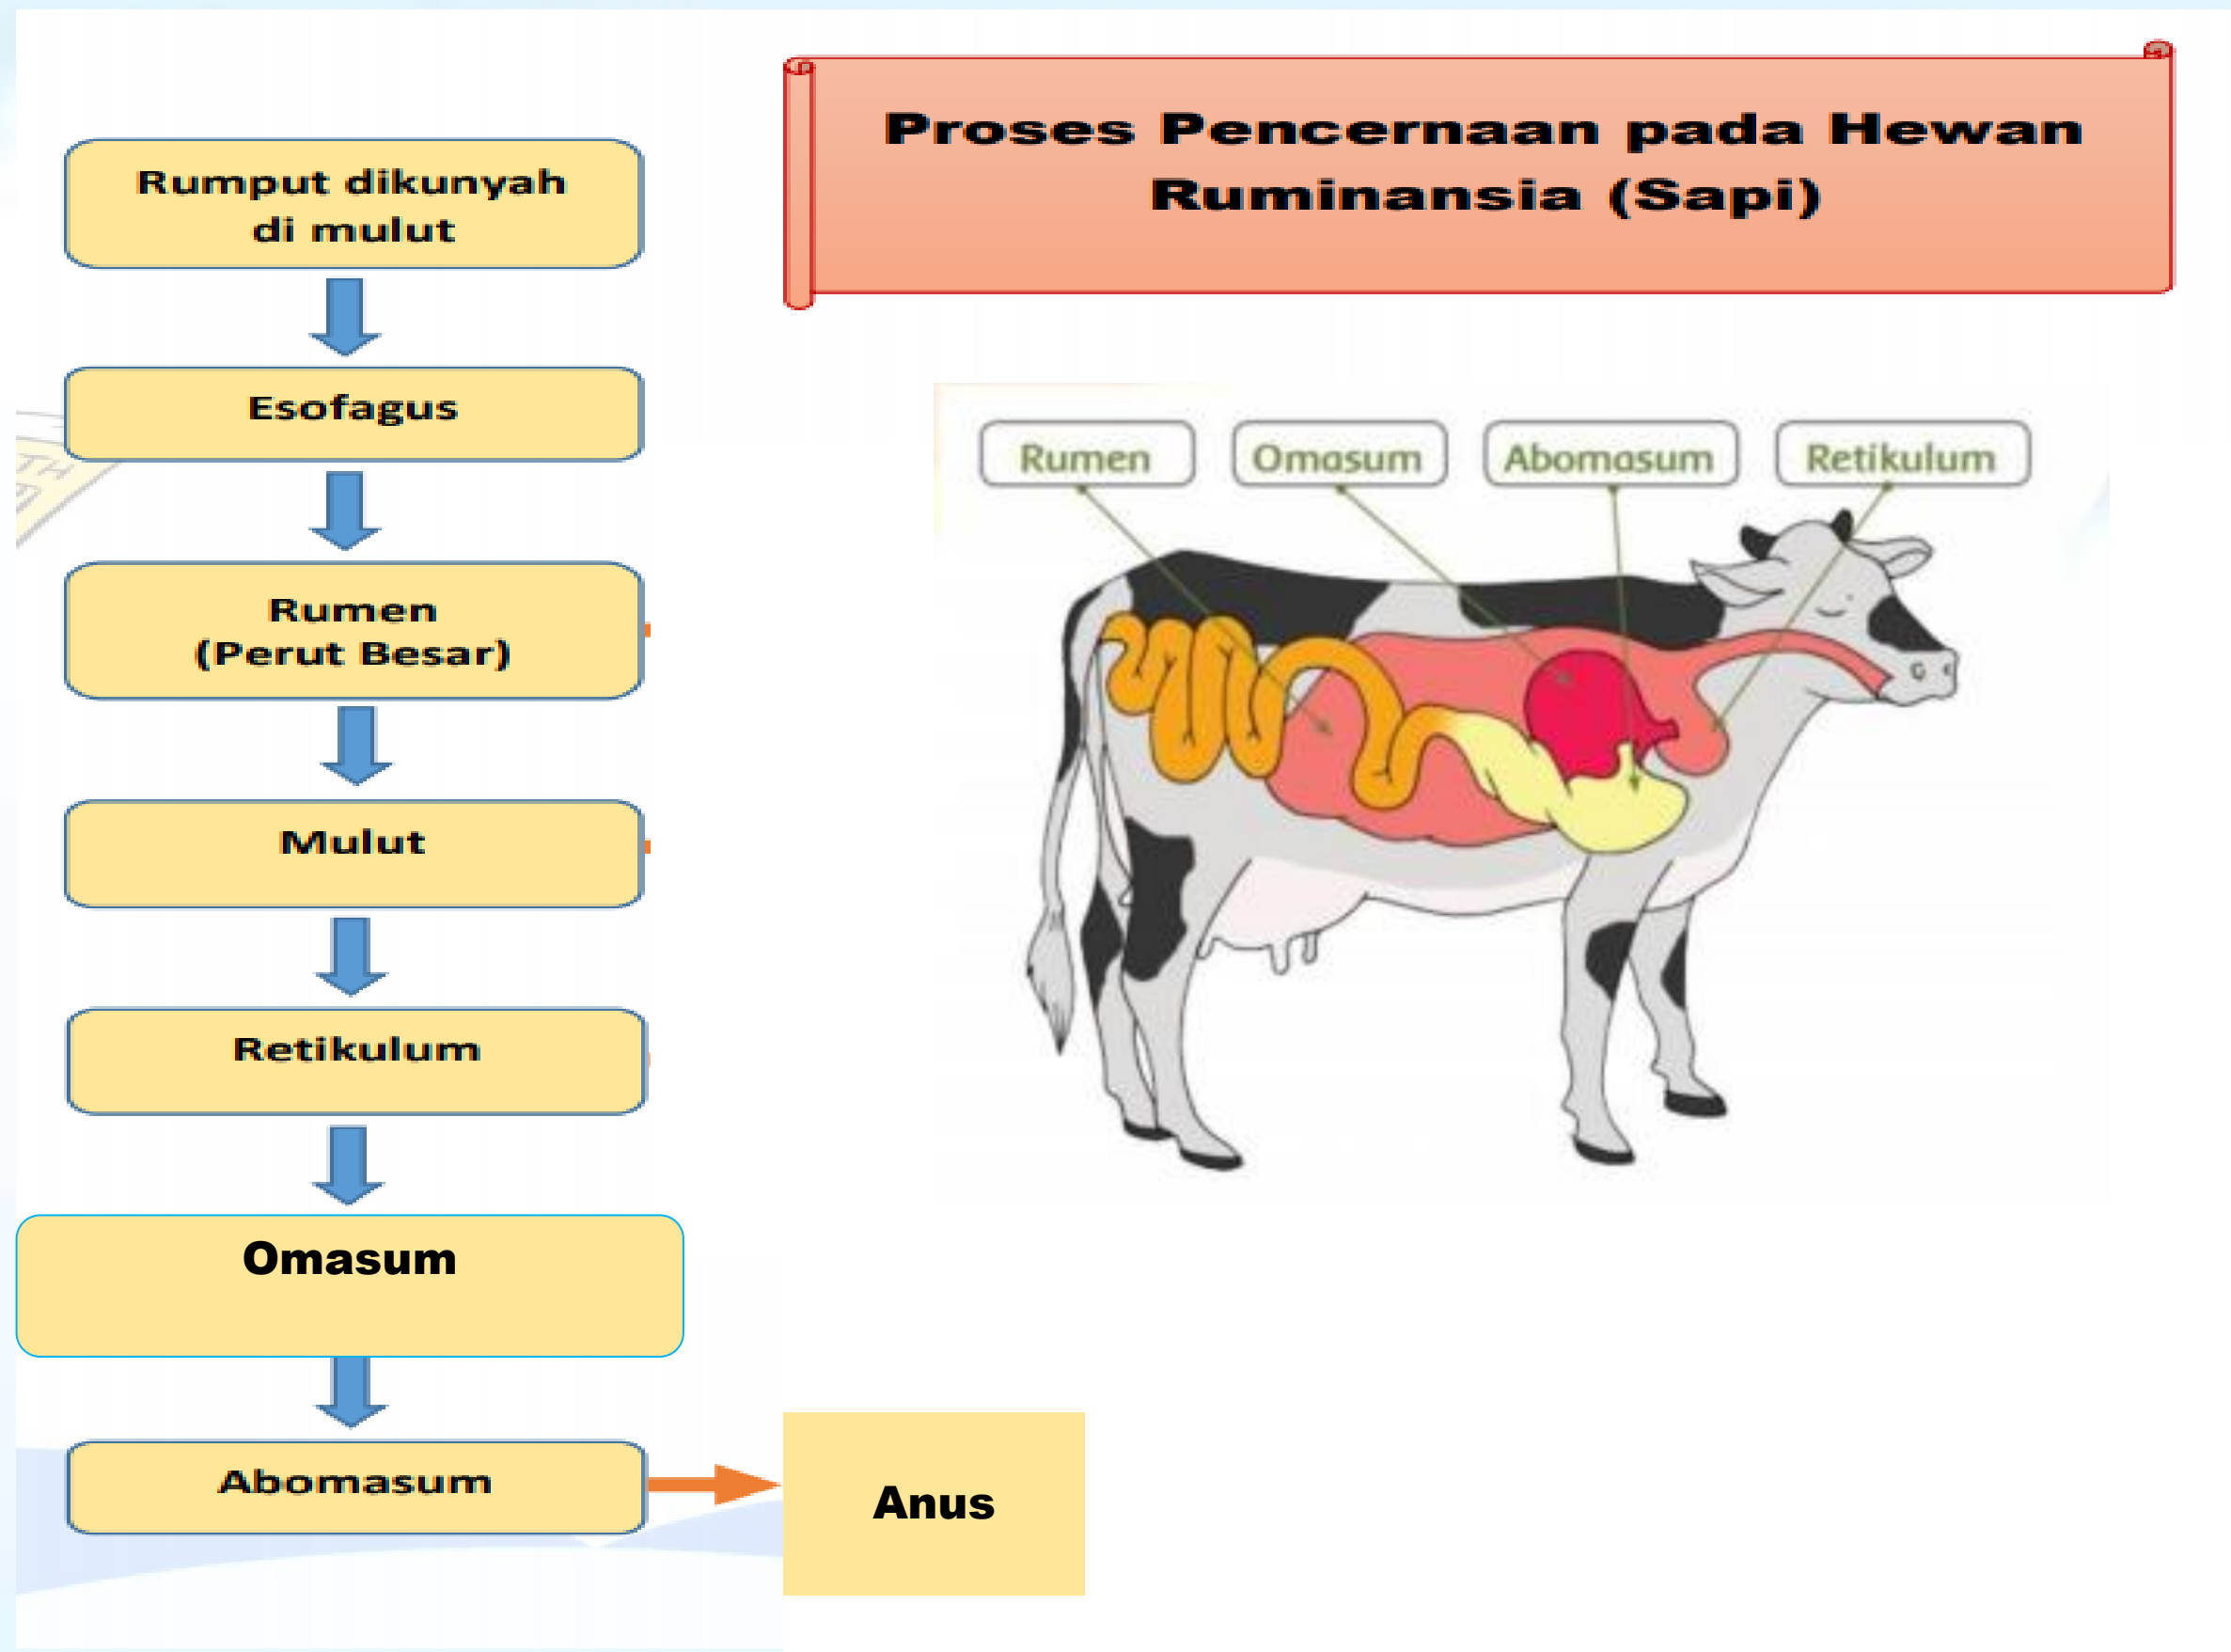 Proses Pencernaan pada Hewan
Ruminansia (Sapi)
Rumput dikunyah
di mulut
Esofagus
Rumen
(Perut Besar)
Mulut
Retikulum
Omasum
Abomasum
Anus
Rumen
Omasum
Abomasum
Retikulum